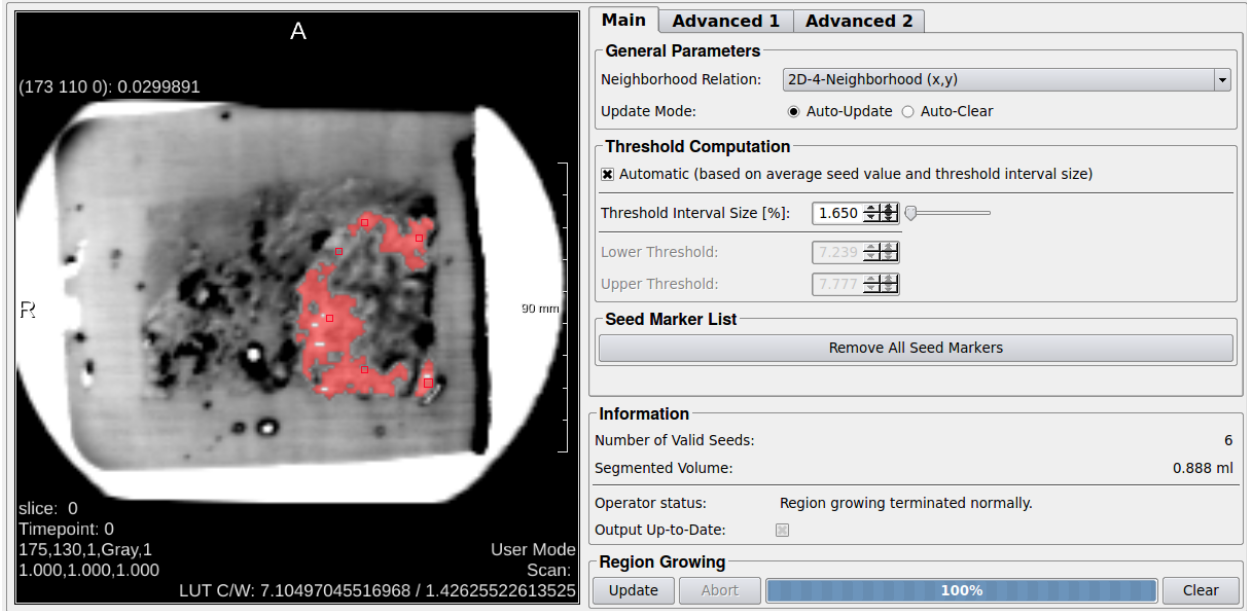 A
(173 110 0): 0.0299891
R
90 mm
slice: 0
Timepoint: 0
175,130,1,Gray,1
1.000,1.000,1.000
User Mode
Scan:
LUT C/W: 7.10497045516968 / 1.42625522613525
Main Advanced 1 Advanced 2
General Parameters
Neighborhood Relation: 2D-4-Neighborhood (x,y)
Update Mode: Auto-Update Auto-Clear
Threshold Computation
Automatic (based on average seed value and threshold interval size)
Threshold Interval Size [%]: 1.650
Lower Threshold: 7.239
Upper Threshold: 7.777
Seed Marker List
Remove All Seed Markers
Information
Number of Valid Seeds: 6
Segmented Volume: 0.888 ml
Operator status: Region growing terminated normally.
Output Up-to-Date:
Region Growing
Update Abort 100% Clear